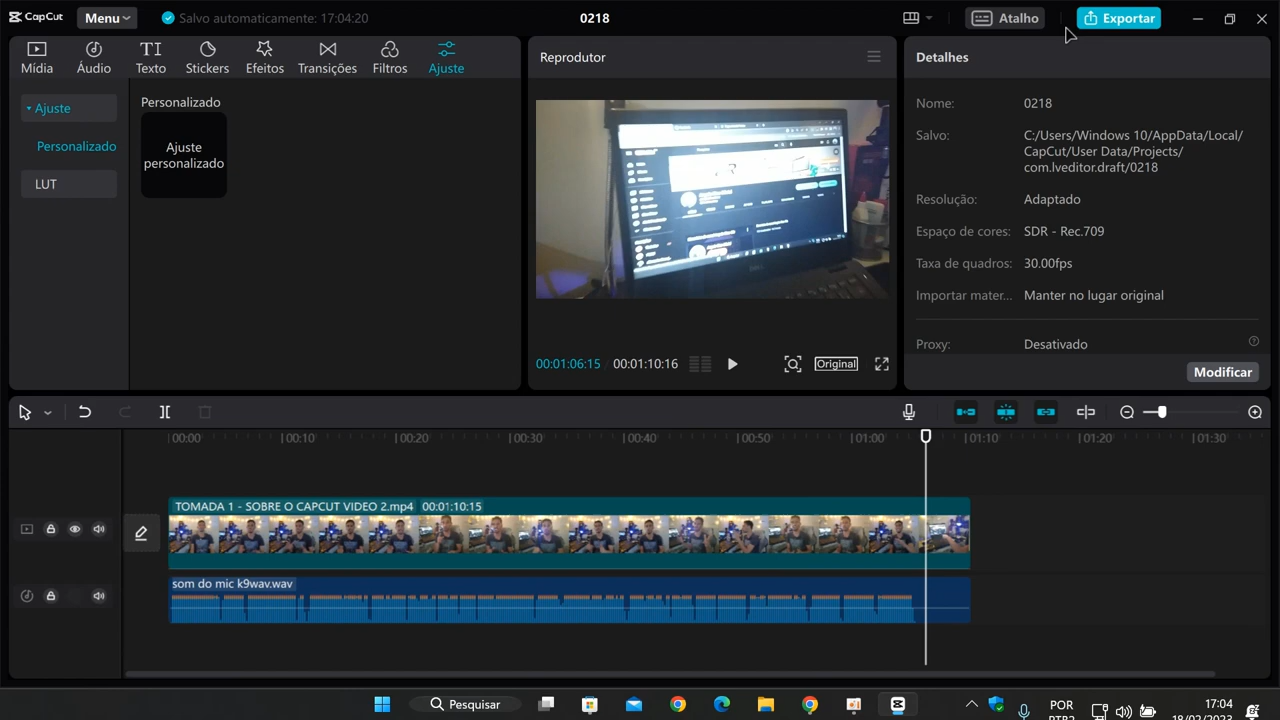 CapCut
Menu
Salvo automaticamente: 17:04:20
0218
Atalho
Exportar
Mídia
Áudio
Texto
Stickers
Efeitos
Transições
Filtros
Ajuste
Ajuste
Personalizado
LUT
Personalizado
Ajuste
personalizado
Reprodutor
00:01:06:15 / 00:01:10:16
Original
Detalhes
Nome: 0218
Salvo: C:/Users/Windows 10/AppData/Local/
CapCut/User Data/Projects/
com.lveditor.draft/0218
Resolução: Adaptado
Espaço de cores: SDR - Rec.709
Taxa de quadros: 30.00fps
Importar mater... Manter no lugar original
Proxy: Desativado
Modificar
00:00 00:10 00:20 00:30 00:40 00:50 01:00 01:10 01:20 01:30
TOMADA 1 - SOBRE O CAPCUT VIDEO 2.mp4 00:01:10:15
som do mic k9wav.wav
Pesquisar
POR
PTB2
17:04
18/02/2023